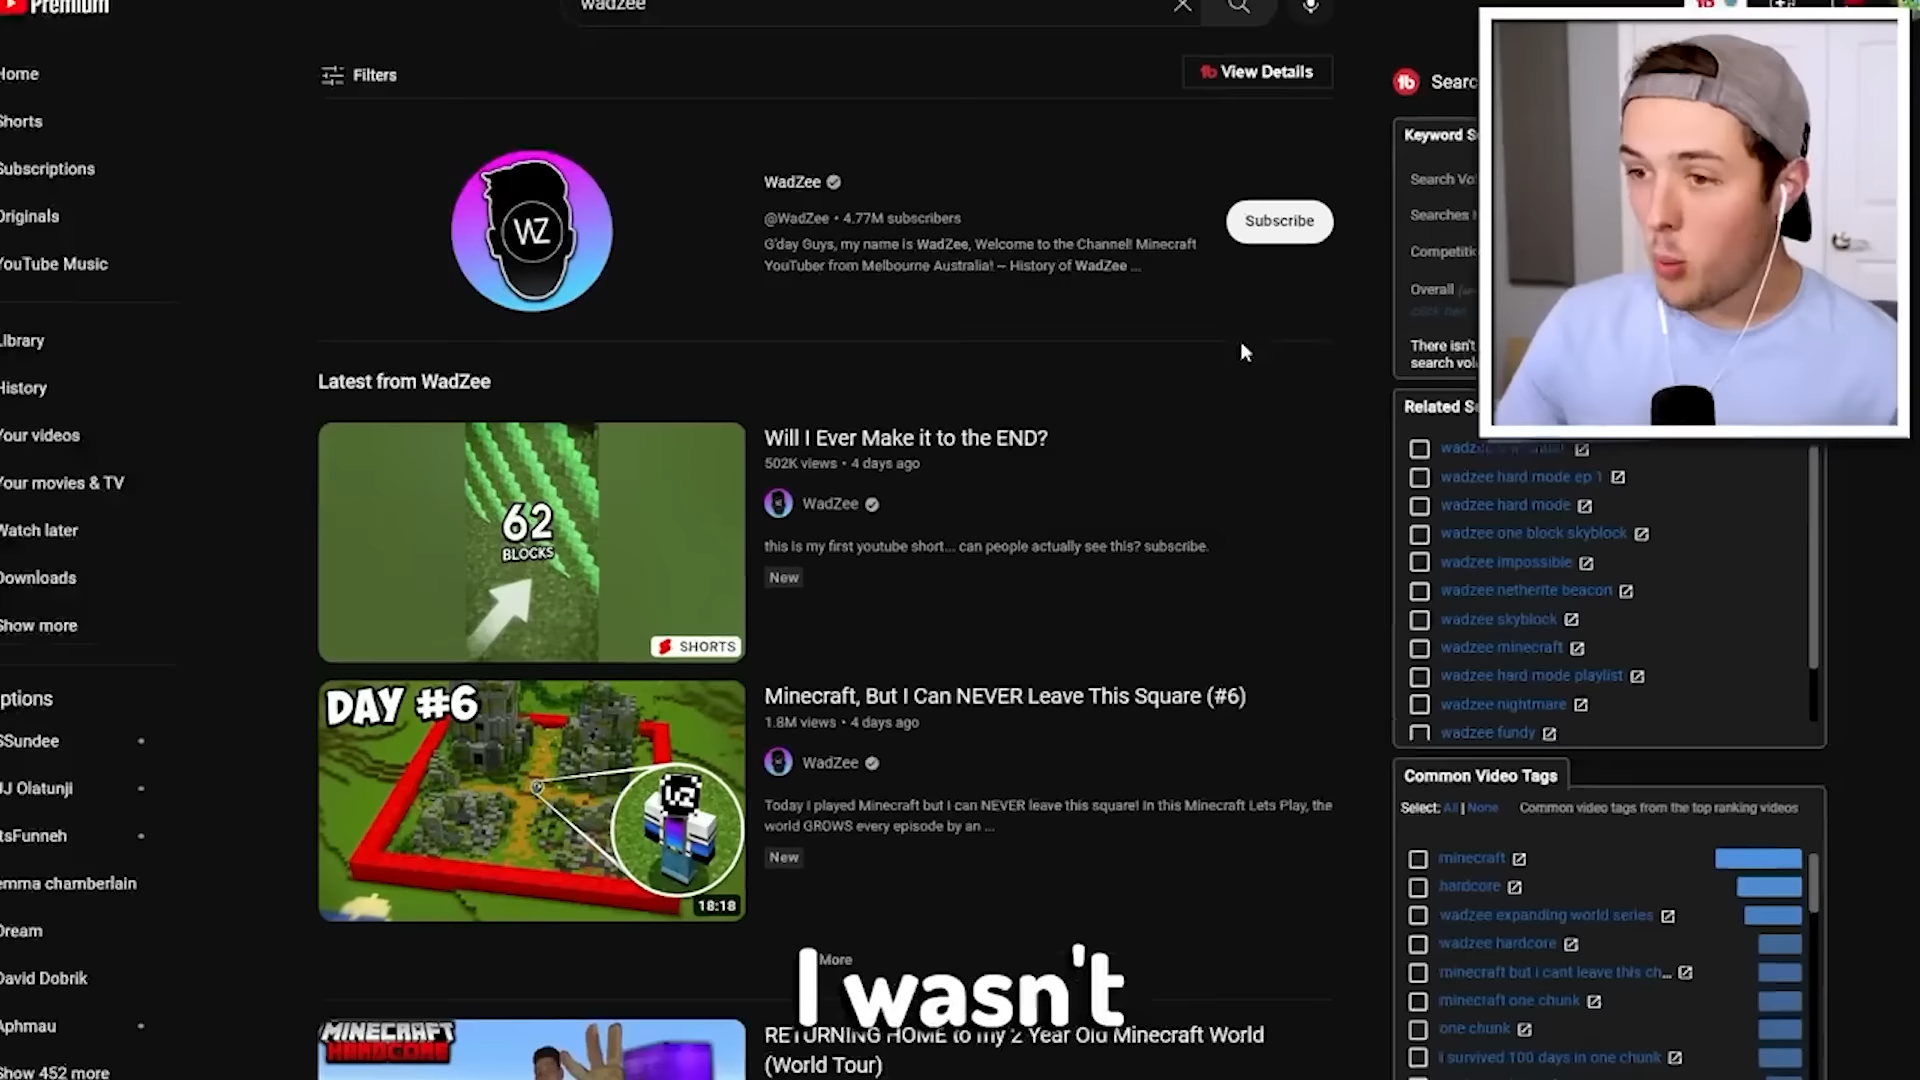 Premium
wadzee
Home
Shorts
Subscriptions
Originals
YouTube Music
Library
History
Your videos
Your movies & TV
Watch later
Downloads
Show more
ptions
SSundee
JJ Olatunji
tsFunneh
emma chamberlain
Dream
David Dobrik
Aphmau
Show 452 more
Filters
View Details
WZ
WadZee
@WadZee • 4.77M subscribers
G'day Guys, my name is WadZee, Welcome to the Channel! Minecraft
YouTuber from Melbourne Australia! – History of WadZee ...
Subscribe
Latest from WadZee
62
BLOCKS
SHORTS
Will I Ever Make it to the END?
502K views • 4 days ago
WadZee
this is my first youtube short... can people actually see this? subscribe.
New
DAY #6
18:18
Minecraft, But I Can NEVER Leave This Square (#6)
1.8M views • 4 days ago
WadZee
Today I played Minecraft but I can NEVER leave this square! In this Minecraft Lets Play, the
world GROWS every episode by an ...
New
More
I wasn't
MINECRAFT
HARDCORE
RETURNING HOME to my 2 Year Old Minecraft World
(World Tour)
Searc
Keyword S
Search Vo
Searches
Competiti
Overall
There isn't
search vol
Related Se
wadzee hard mode ep 1
wadzee hard mode
wadzee one block skyblock
wadzee impossible
wadzee netherite beacon
wadzee skyblock
wadzee minecraft
wadzee hard mode playlist
wadzee nightmare
wadzee fundy
Common Video Tags
Select: All | None Common video tags from the top ranking videos
minecraft
hardcore
wadzee expanding world series
wadzee hardcore
minecraft but i cant leave this ch...
minecraft one chunk
one chunk
i survived 100 days in one chunk